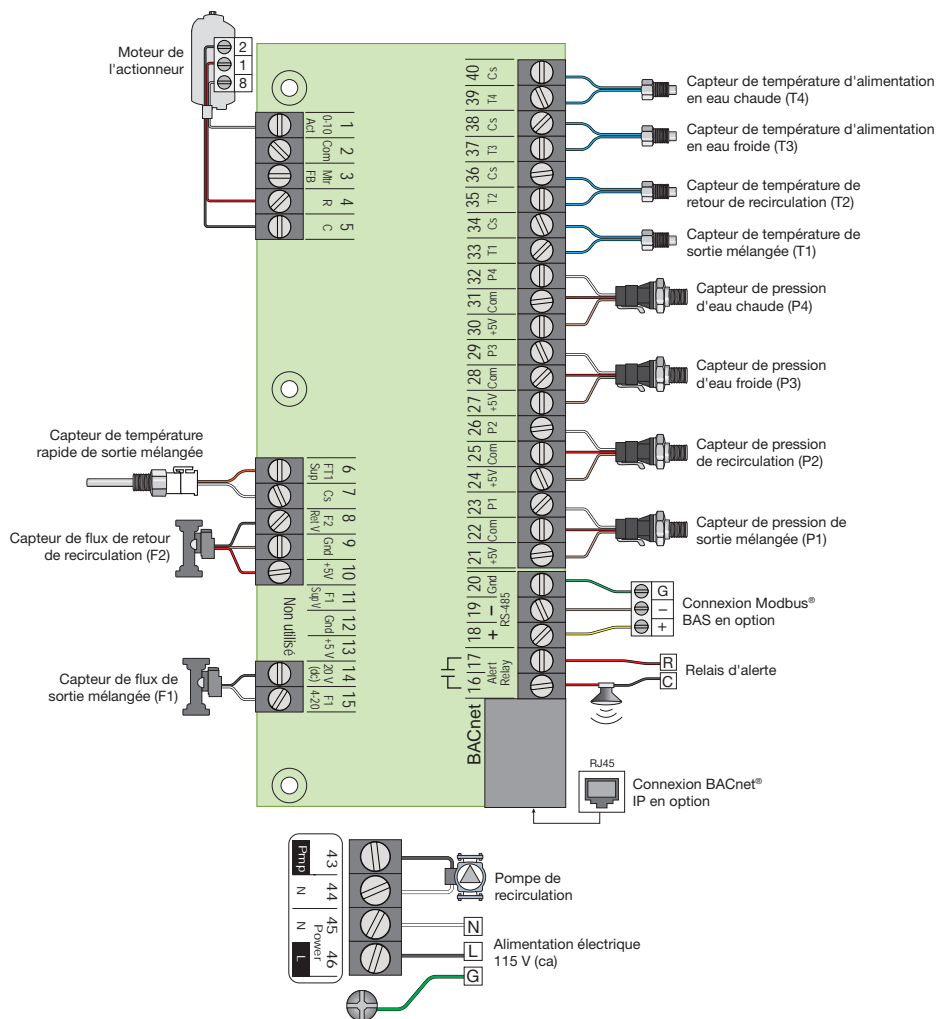 Moteur de
l'actionneur
2
1
8
1 0-10 Act
2 Com
3 Mtr FB
4 R
5 C
Capteur de température
rapide de sortie mélangée
Capteur de flux de retour
de recirculation (F2)
Capteur de flux de
sortie mélangée (F1)
6 FT1 Sup
7 Cs
8 F2 Ret V
9 Gnd
10 +5V
11 F1 Sup V
12 Gnd
13 +5 V
Non utilisé
14 20 V (dc)
15 F1 4-20
40 Cs
39 T4
38 Cs
37 T3
36 Cs
35 T2
34 Cs
33 T1
32 P4
31 Com
30 +5V
29 P3
28 Com
27 +5V
26 P2
25 Com
24 +5V
23 P1
22 Com
21 +5V
20 Gnd
19 –
18 +
RS-485
16 17
Alert
Relay
BACnet
Capteur de température d'alimentation
en eau chaude (T4)
Capteur de température d'alimentation
en eau froide (T3)
Capteur de température de
retour de recirculation (T2)
Capteur de température de
sortie mélangée (T1)
Capteur de pression
d'eau chaude (P4)
Capteur de pression
d'eau froide (P3)
Capteur de pression
de recirculation (P2)
Capteur de pression de
sortie mélangée (P1)
G
–
+
Connexion Modbus®
BAS en option
R
C
Relais d'alerte
RJ45
Connexion BACnet®
IP en option
43 Pmp
44 N
45 N
46 L
Power
Pompe de
recirculation
N
L
G
Alimentation électrique
115 V (ca)